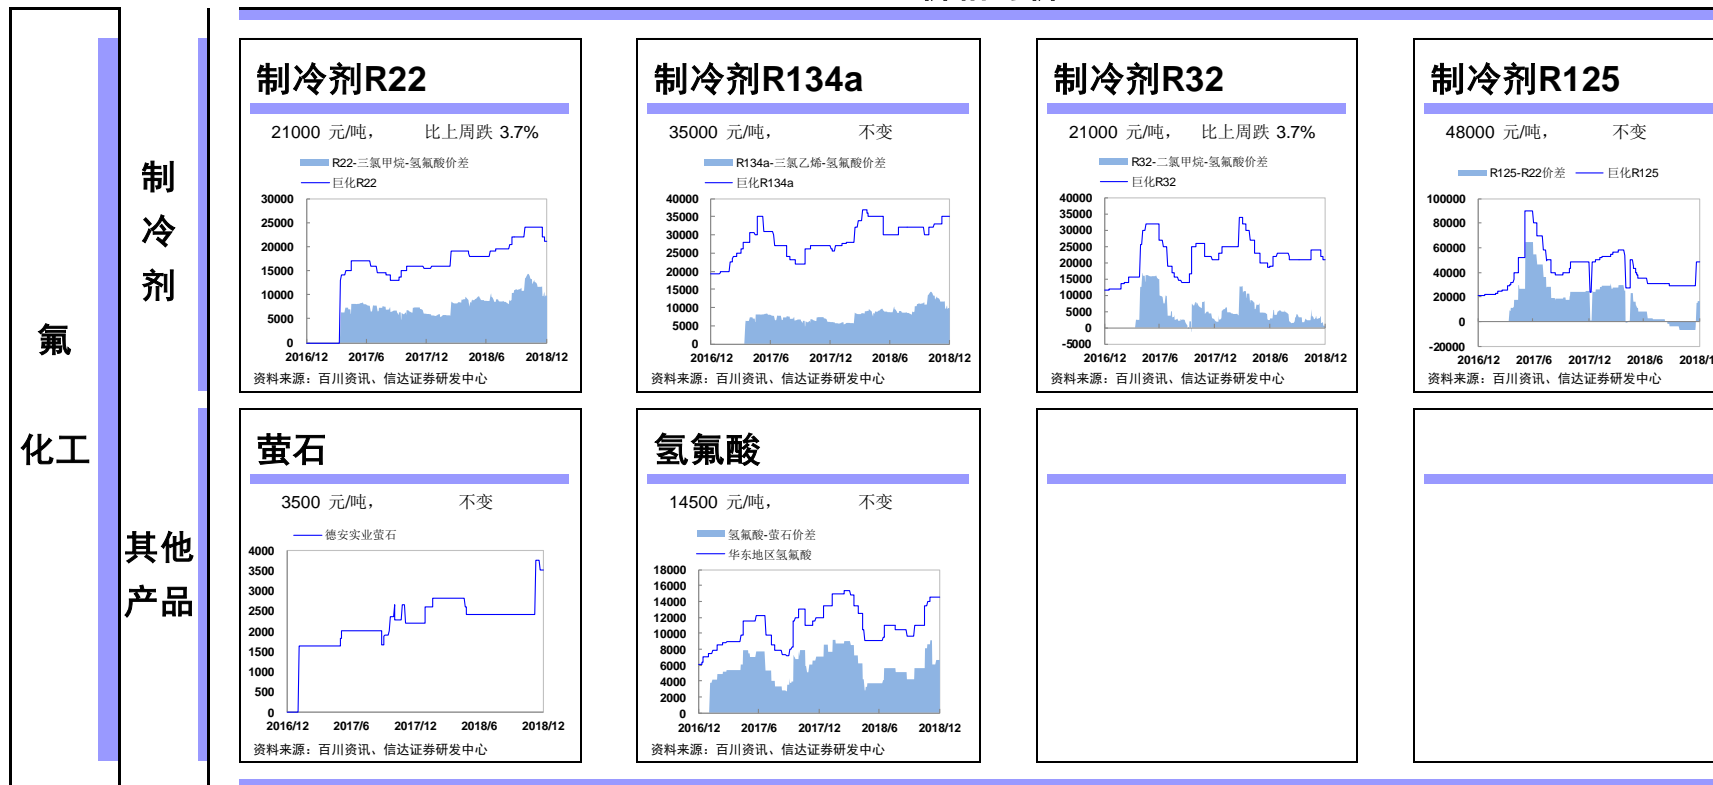 氟
化工
制
冷
剂
其他
产品
制冷剂R22
21000 元/吨， 比上周跌 3.7%
R22-三氯甲烷-氢氟酸价差
巨化R22
30000
25000
20000
15000
10000
5000
0
2016/12 2017/6 2017/12 2018/6 2018/12
资料来源：百川资讯、信达证券研发中心
制冷剂R134a
35000 元/吨， 不变
R134a-三氯乙烯-氢氟酸价差
巨化R134a
40000
35000
30000
25000
20000
15000
10000
5000
0
2016/12 2017/6 2017/12 2018/6 2018/12
资料来源：百川资讯、信达证券研发中心
制冷剂R32
21000 元/吨， 比上周跌 3.7%
R32-二氯甲烷-氢氟酸价差
巨化R32
40000
35000
30000
25000
20000
15000
10000
5000
0
-5000
2016/12 2017/6 2017/12 2018/6 2018/12
资料来源：百川资讯、信达证券研发中心
制冷剂R125
48000 元/吨， 不变
R125-R22价差 巨化R125
100000
80000
60000
40000
20000
0
-20000
2016/12 2017/6 2017/12 2018/6 2018/1
资料来源：百川资讯、信达证券研发中心
萤石
3500 元/吨， 不变
德安实业萤石
4000
3500
3000
2500
2000
1500
1000
500
0
2016/12 2017/6 2017/12 2018/6 2018/12
资料来源：百川资讯、信达证券研发中心
氢氟酸
14500 元/吨， 不变
氢氟酸-萤石价差
华东地区氢氟酸
18000
16000
14000
12000
10000
8000
6000
4000
2000
0
2016/12 2017/6 2017/12 2018/6 2018/12
资料来源：百川资讯、信达证券研发中心